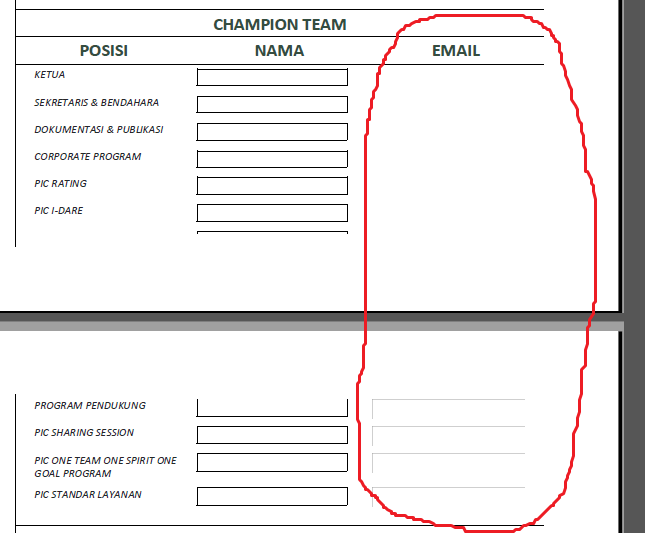 CHAMPION TEAM
POSISI NAMA EMAIL
KETUA
SEKRETARIS & BENDAHARA
DOKUMENTASI & PUBLIKASI
CORPORATE PROGRAM
PIC RATING
PIC I-DARE
PROGRAM PENDUKUNG
PIC SHARING SESSION
PIC ONE TEAM ONE SPIRIT ONE
GOAL PROGRAM
PIC STANDAR LAYANAN